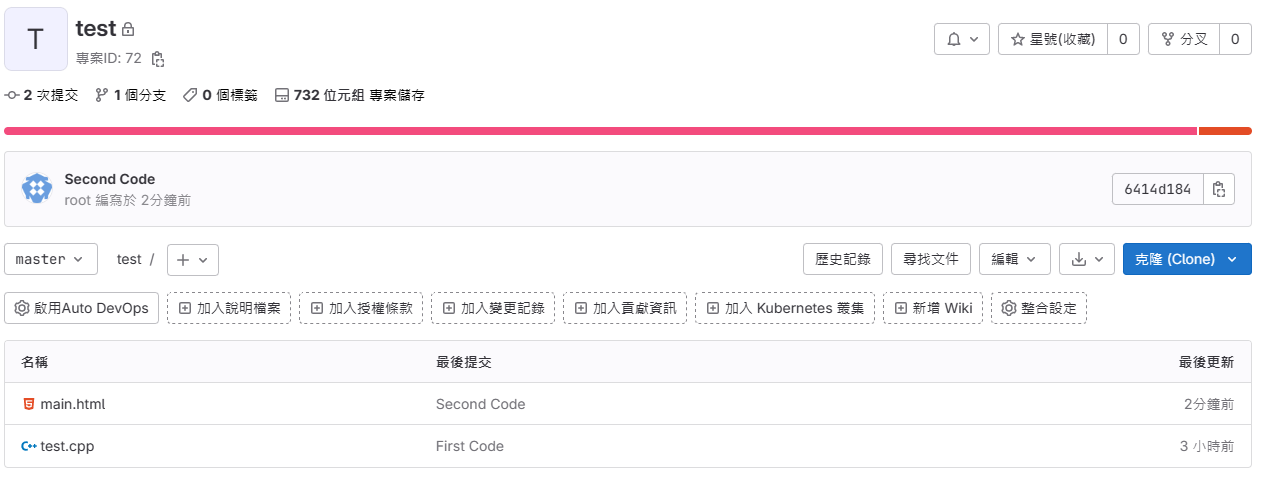 T
test
專案ID: 72
星號(收藏) 0
分叉 0
2 次提交 1 個分支 0 個標籤 732 位元組 專案儲存
Second Code
root 編寫於 2分鐘前
6414d184
master test / 歷史記錄 尋找文件 編輯 克隆 (Clone)
啟用Auto DevOps 加入說明檔案 加入授權條款 加入變更記錄 加入貢獻資訊 加入 Kubernetes 叢集 新增 Wiki 整合設定
名稱 最後提交 最後更新
main.html Second Code 2分鐘前
C++ test.cpp First Code 3 小時前